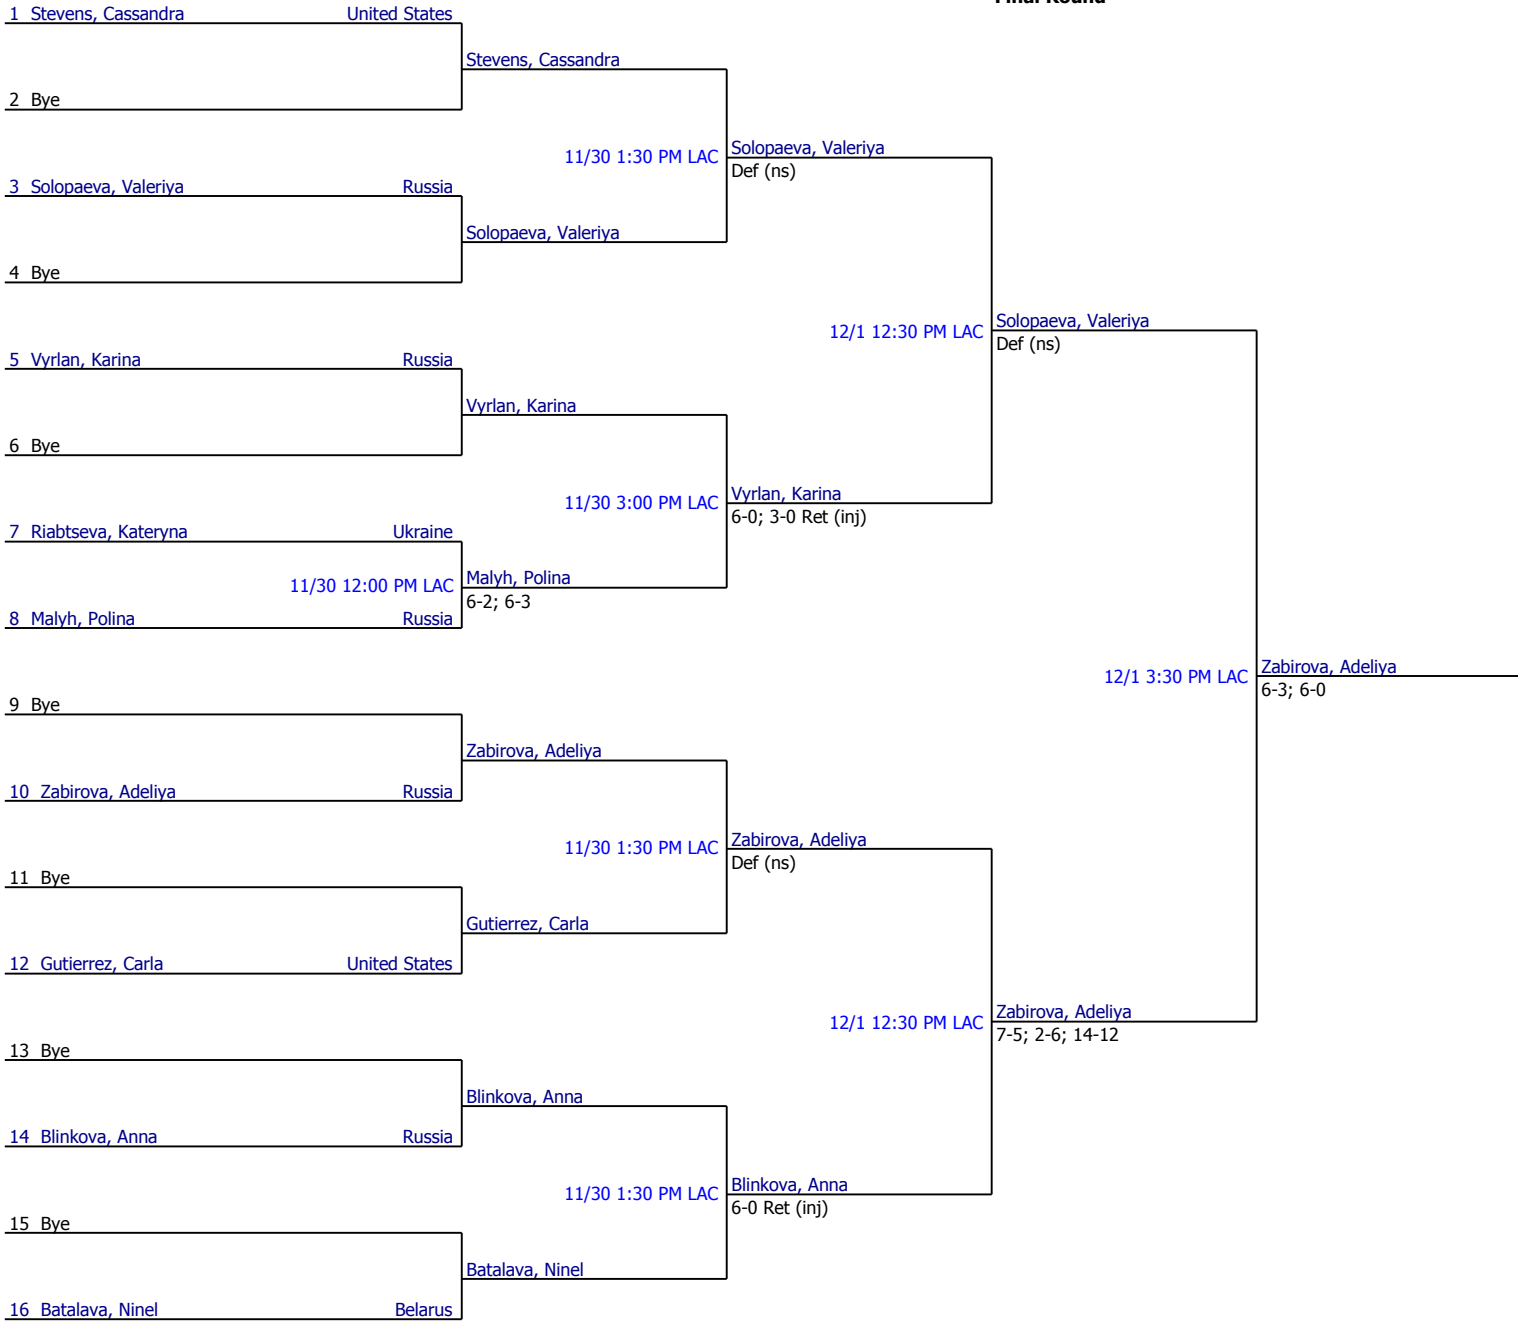 Final Round
1 Stevens, Cassandra United States
Stevens, Cassandra
2 Bye
11/30 1:30 PM LAC
Solopaeva, Valeriya
Def (ns)
3 Solopaeva, Valeriya Russia
Solopaeva, Valeriya
4 Bye
12/1 12:30 PM LAC
Solopaeva, Valeriya
Def (ns)
5 Vyrlan, Karina Russia
Vyrlan, Karina
6 Bye
11/30 3:00 PM LAC
Vyrlan, Karina
6-0; 3-0 Ret (inj)
7 Riabtseva, Kateryna Ukraine
11/30 12:00 PM LAC
Malyh, Polina
6-2; 6-3
8 Malyh, Polina Russia
12/1 3:30 PM LAC
Zabirova, Adeliya
6-3; 6-0
9 Bye
Zabirova, Adeliya
10 Zabirova, Adeliya Russia
11/30 1:30 PM LAC
Zabirova, Adeliya
Def (ns)
11 Bye
Gutierrez, Carla
12 Gutierrez, Carla United States
12/1 12:30 PM LAC
Zabirova, Adeliya
7-5; 2-6; 14-12
13 Bye
Blinkova, Anna
14 Blinkova, Anna Russia
11/30 1:30 PM LAC
Blinkova, Anna
6-0 Ret (inj)
15 Bye
Batalava, Ninel
16 Batalava, Ninel Belarus